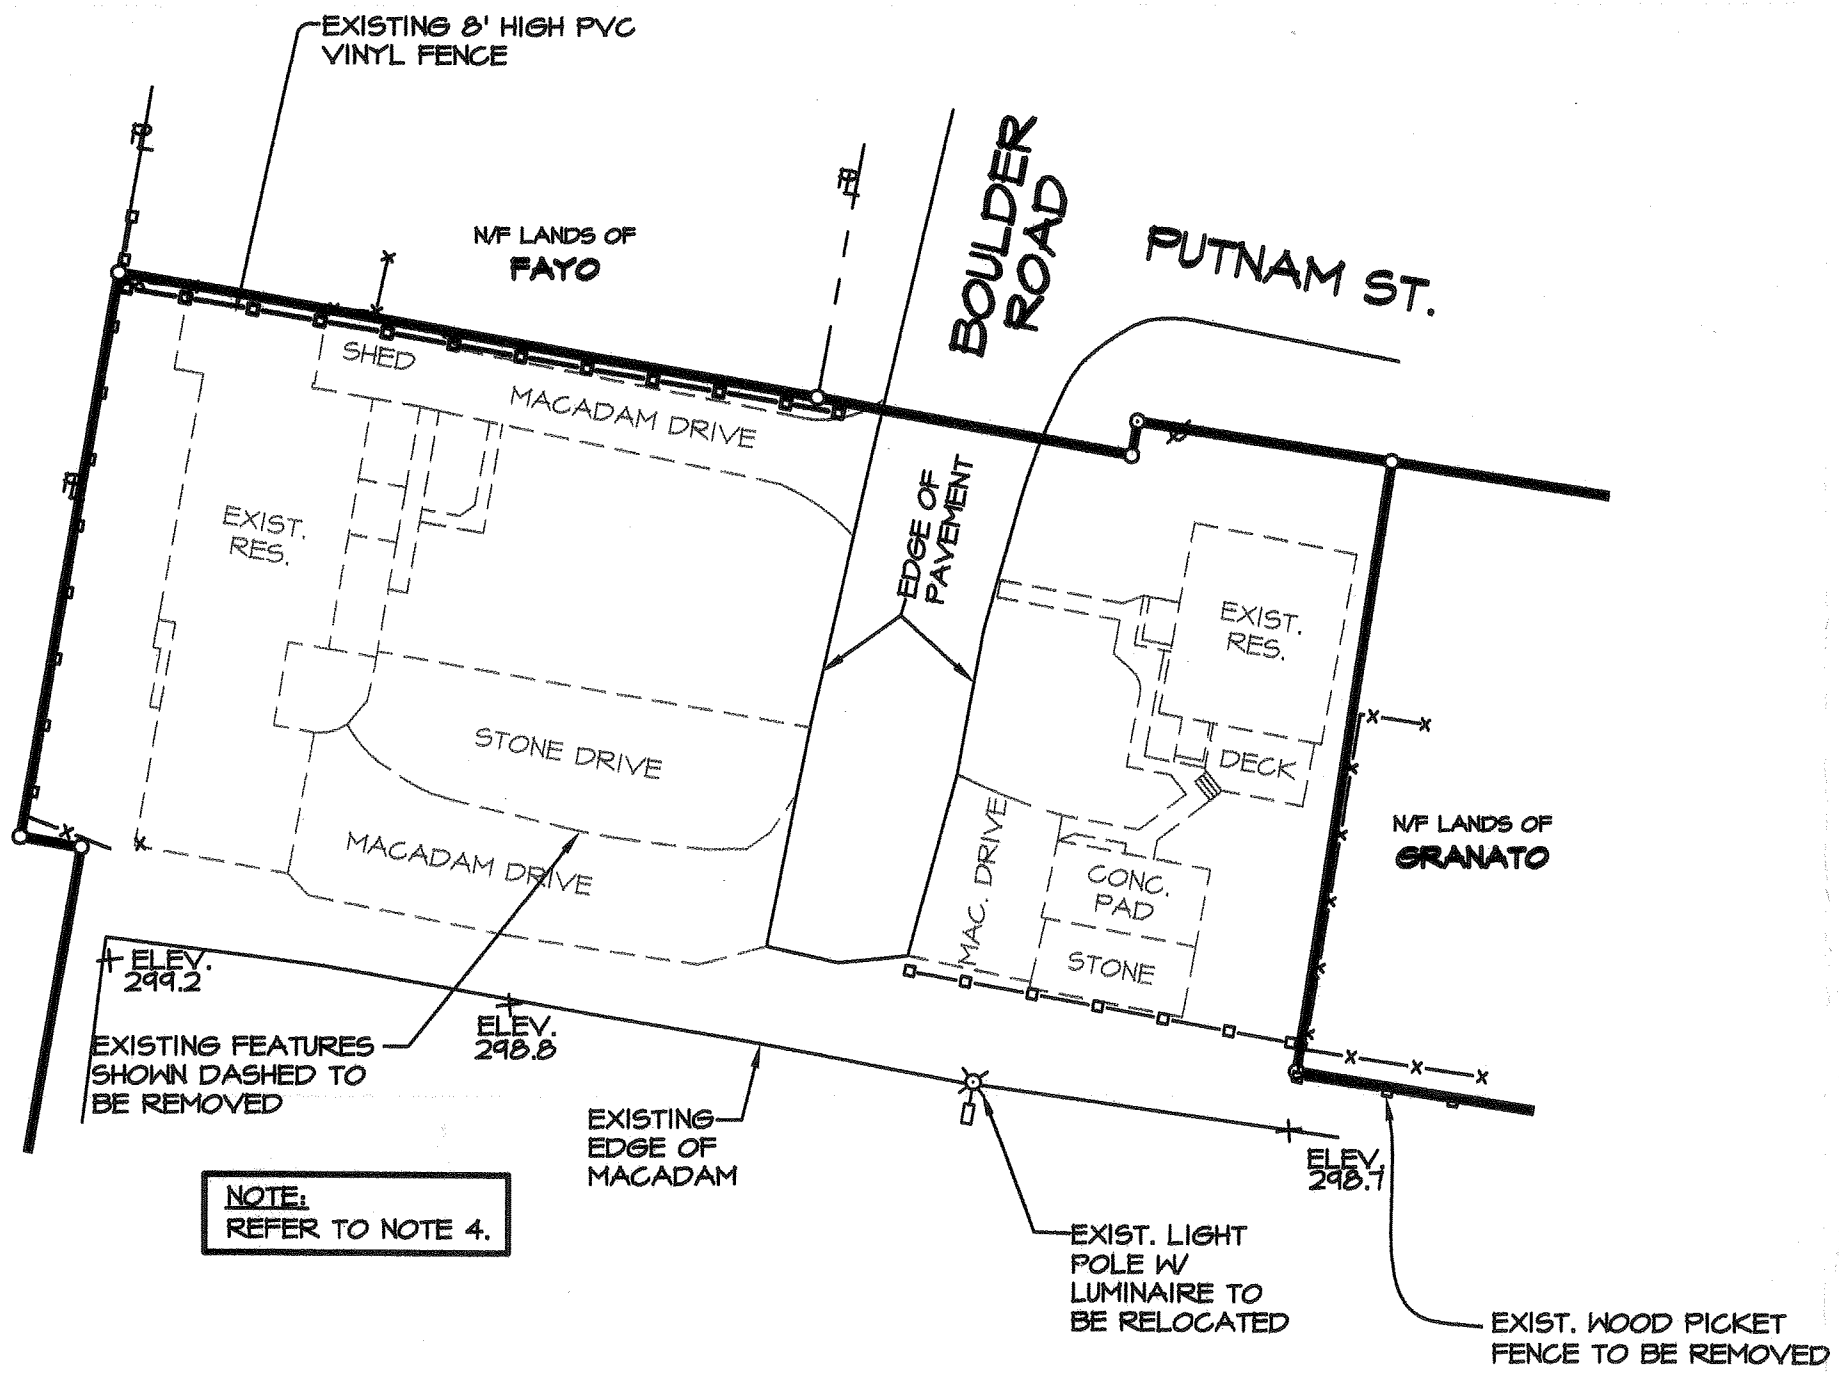 EXISTING 8' HIGH PVC
VINYL FENCE
PL
PL
N/F LANDS OF
FAYO
BOULDER
ROAD
PUTNAM ST.
SHED
MACADAM DRIVE
PL
EXIST.
RES.
EDGE OF
PAVEMENT
EXIST.
RES.
DECK
STONE DRIVE
MACADAM DRIVE
MAC. DRIVE
CONC.
PAD
STONE
N/F LANDS OF
GRANATO
ELEV.
299.2
ELEV.
298.8
EXISTING FEATURES
SHOWN DASHED TO
BE REMOVED
EXISTING
EDGE OF
MACADAM
ELEV.
298.7
NOTE:
REFER TO NOTE 4.
EXIST. LIGHT
POLE W/
LUMINAIRE TO
BE RELOCATED
EXIST. WOOD PICKET
FENCE TO BE REMOVED